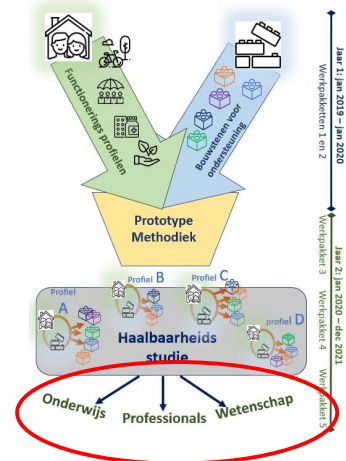 Functionerings profielen
Bouwstenen voor
ondersteuning
Prototype
Methodiek
Profiel
A
Profiel B
Profiel C
profiel D
Haalbaarheids
studie
Onderwijs
Professionals
Wetenschap
Jaar 1: jan 2019 – jan 2020
Werkpakketten 1 en 2
Jaar 2: jan 2020 – dec 2021
Werkpakket 3
Werkpakket 4
Werkpakket 5